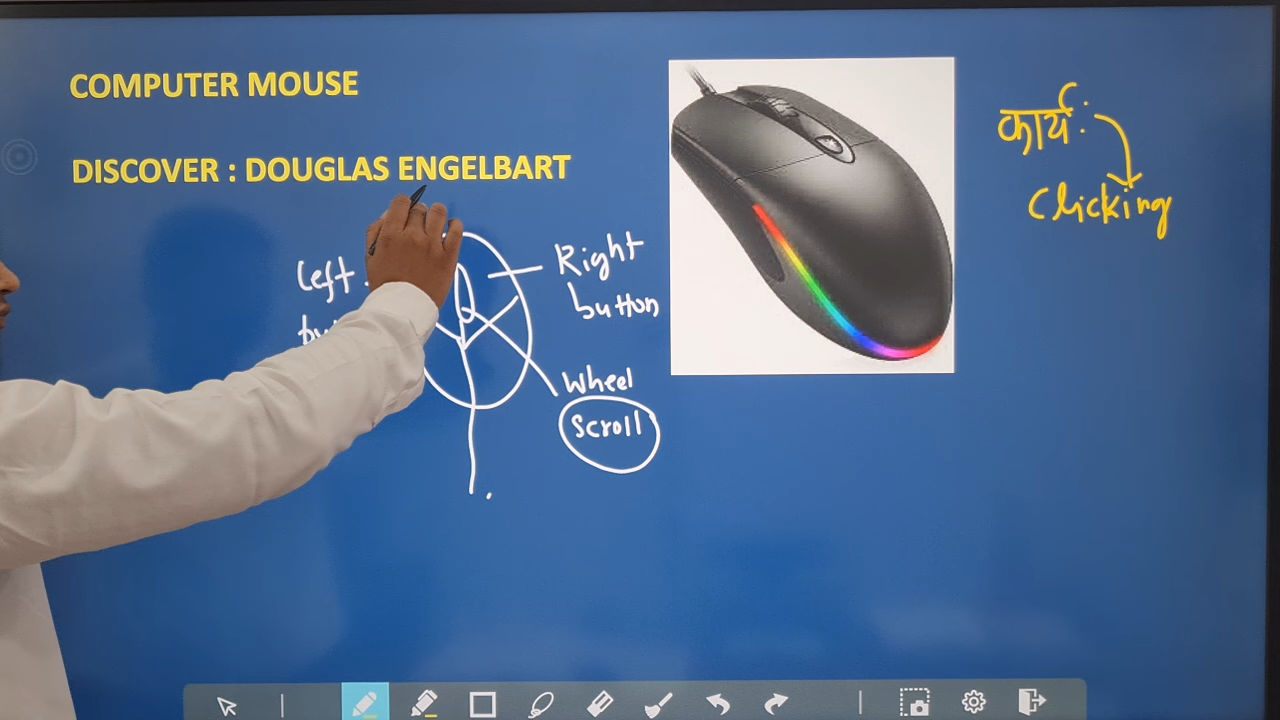 COMPUTER MOUSE
DISCOVER : DOUGLAS ENGELBART
Left
Right
button
Wheel
Scroll
कार्य:
Clicking